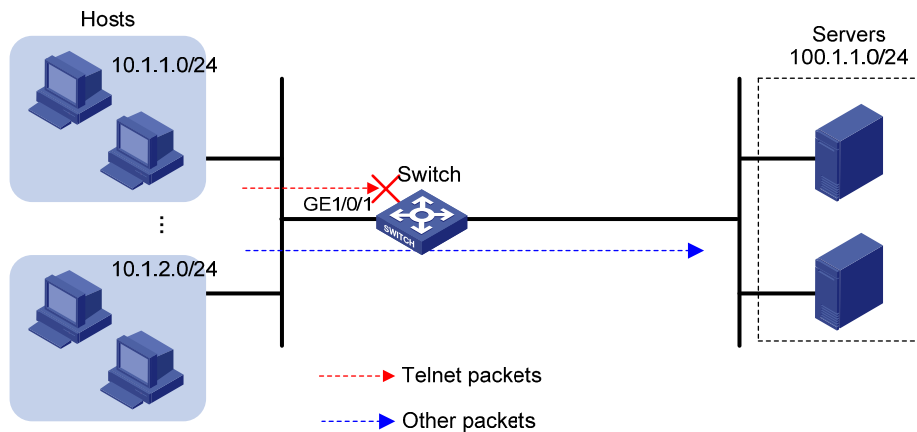 Hosts
10.1.1.0/24
Servers
100.1.1.0/24
Switch
GE1/0/1
SWITCH
...
10.1.2.0/24
Telnet packets
Other packets